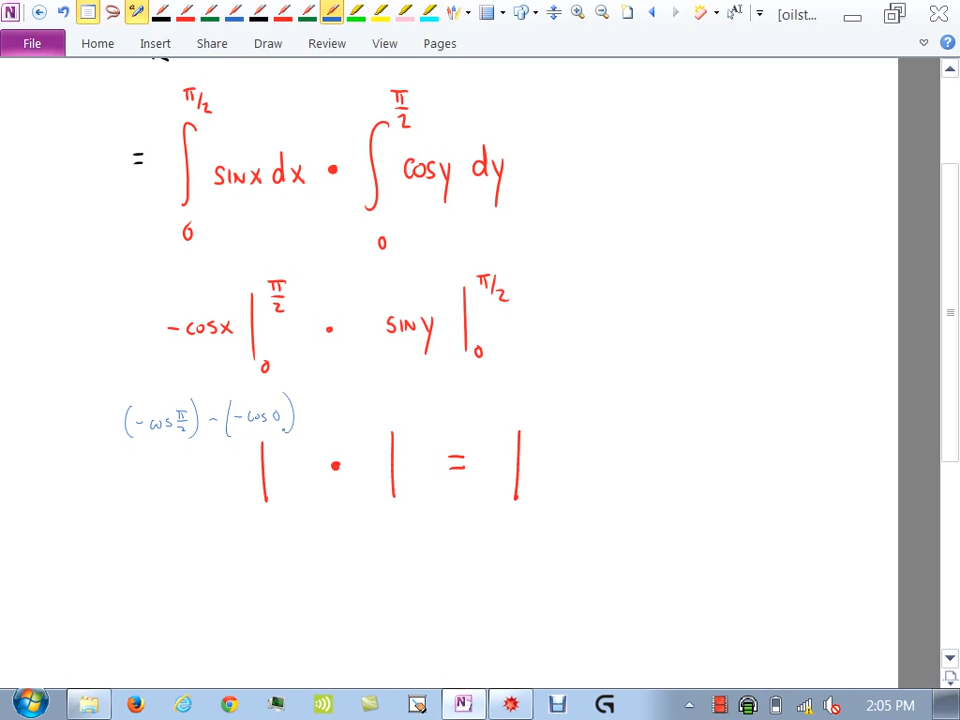 [oilst...
File Home Insert Share Draw Review View Pages
= ∫₀^{π/2} sinx dx • ∫₀^{π/2} cosy dy
-cosx |₀^{π/2} • siny |₀^{π/2}
(-cos π/2) - (-cos 0)
1 • 1 = 1
2:05 PM